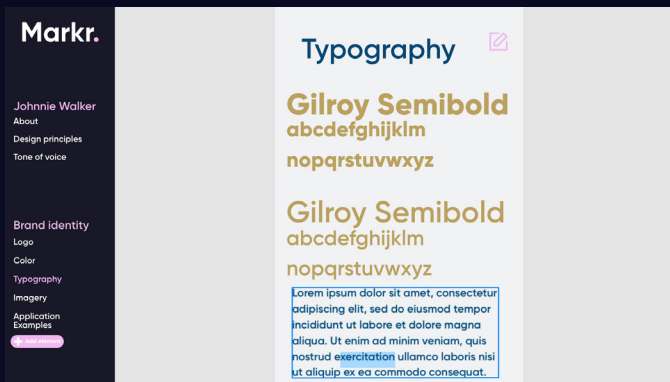 Markr.
Johnnie Walker
About
Design principles
Tone of voice
Brand identity
Logo
Color
Typography
Imagery
Application
Examples
Add element
Typography
Gilroy Semibold
abcdefghijklm
nopqrstuvwxyz
Gilroy Semibold
abcdefghijklm
nopqrstuvwxyz
Lorem ipsum dolor sit amet, consectetur
adipiscing elit, sed do eiusmod tempor
incididunt ut labore et dolore magna
aliqua. Ut enim ad minim veniam, quis
nostrud exercitation ullamco laboris nisi
ut aliquip ex ea commodo consequat.